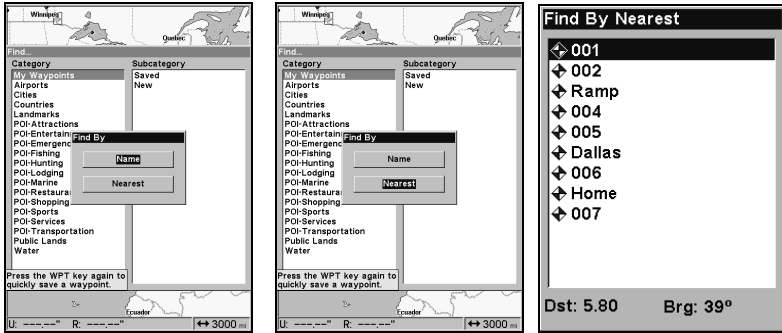 Winnipeg
Quebec
Find...
Category
Subcategory
My Waypoints
Airports
Cities
Countries
Landmarks
POI-Attractions
POI-Entertain
POI-Emergenc
POI-Fishing
POI-Hunting
POI-Lodging
POI-Marine
POI-Restaura
POI-Shopping
POI-Sports
POI-Services
POI-Transportation
Public Lands
Water
Saved
New
Find By
Name
Nearest
Press the WPT key again to
quickly save a waypoint.
Ecuador
U: ---.--" R: ---.--" ↔ 3000 mi
Winnipeg
Quebec
Find...
Category
Subcategory
My Waypoints
Airports
Cities
Countries
Landmarks
POI-Attractions
POI-Entertain
POI-Emergenc
POI-Fishing
POI-Hunting
POI-Lodging
POI-Marine
POI-Restaura
POI-Shopping
POI-Sports
POI-Services
POI-Transportation
Public Lands
Water
Saved
New
Find By
Name
Nearest
Press the WPT key again to
quickly save a waypoint.
Ecuador
U: ---.--" R: ---.--" ↔ 3000 mi
Find By Nearest
001
002
Ramp
004
005
Dallas
006
Home
007
Dst: 5.80 Brg: 39º